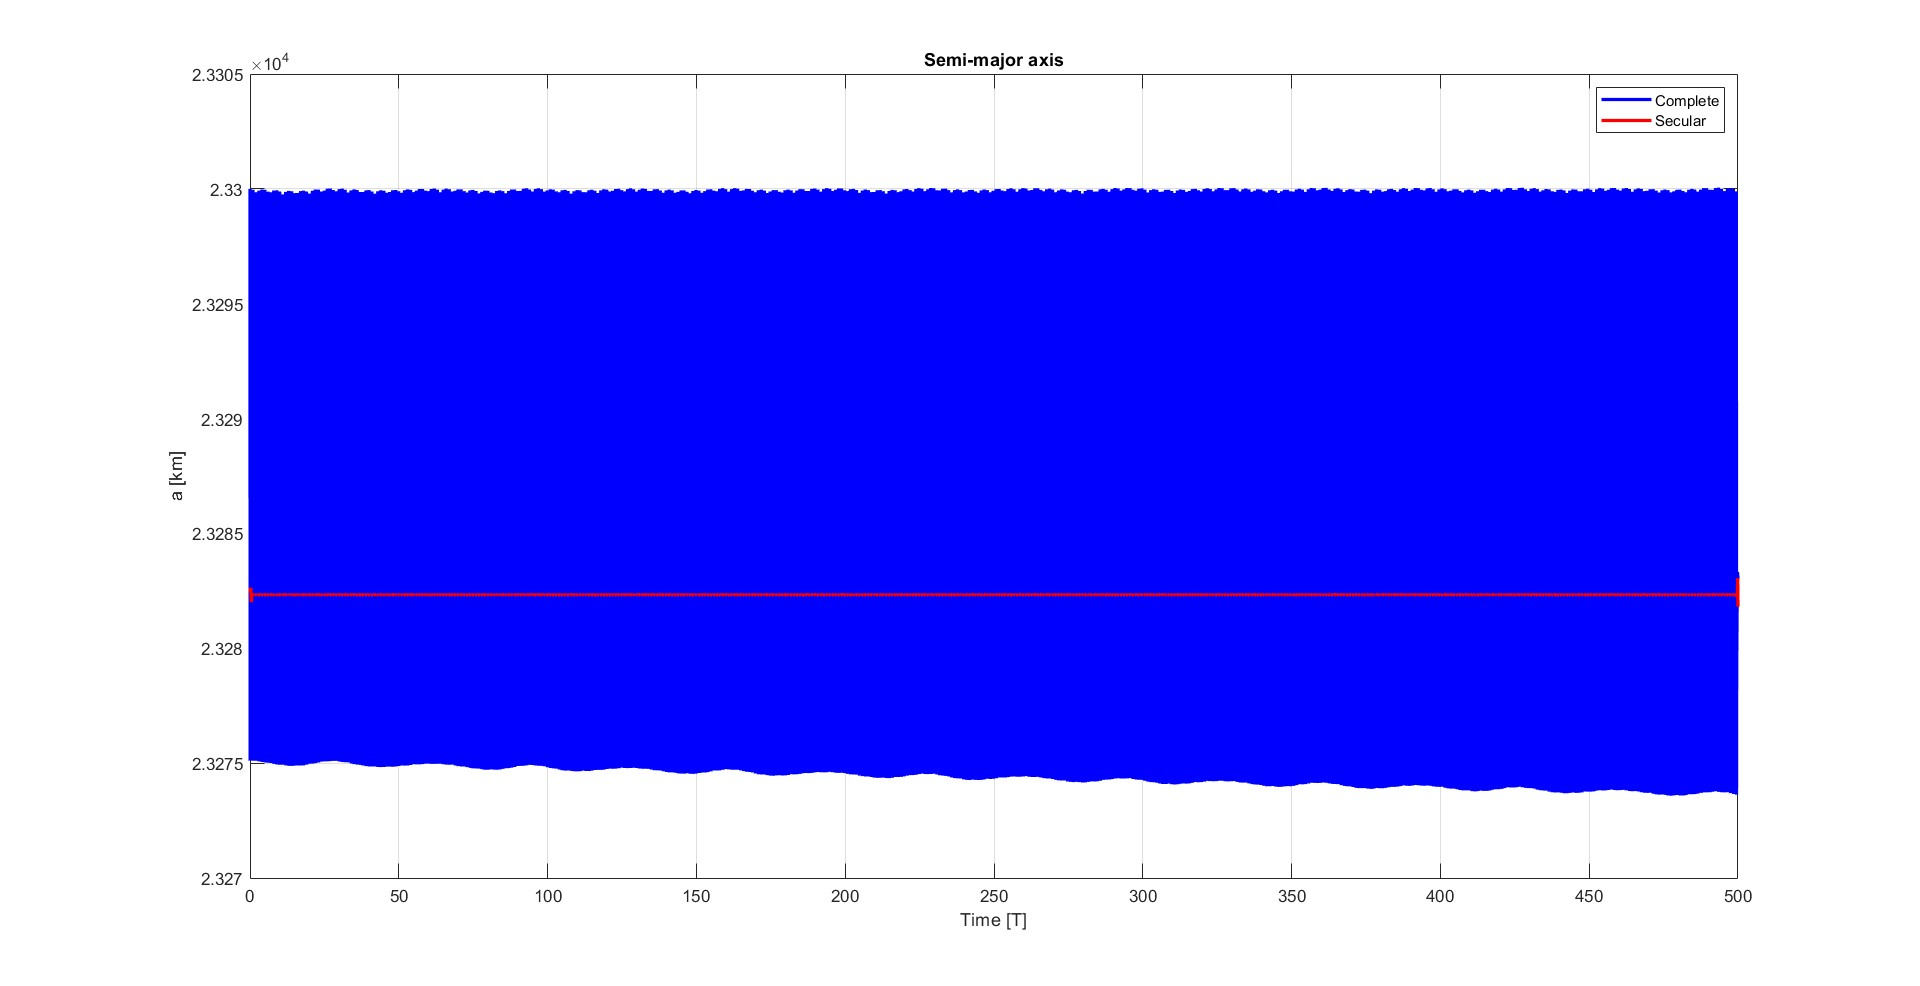 Semi-major axis
×10⁴
2.3305
2.33
2.3295
2.329
2.3285
2.328
2.3275
2.327
a [km]
0 50 100 150 200 250 300 350 400 450 500
Time [T]
Complete
Secular